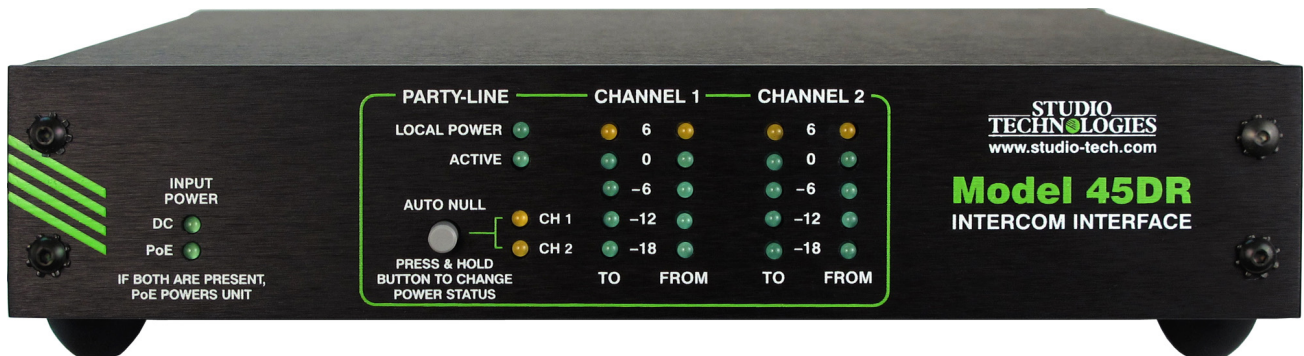 INPUT
POWER
DC
PoE
IF BOTH ARE PRESENT,
PoE POWERS UNIT
PARTY-LINE
LOCAL POWER
ACTIVE
AUTO NULL
CH 1
CH 2
PRESS & HOLD
BUTTON TO CHANGE
POWER STATUS
CHANNEL 1
6
0
–6
–12
–18
TO FROM
CHANNEL 2
6
0
–6
–12
–18
TO FROM
STUDIO
TECHNOLOGIES
www.studio-tech.com
Model 45DR
INTERCOM INTERFACE